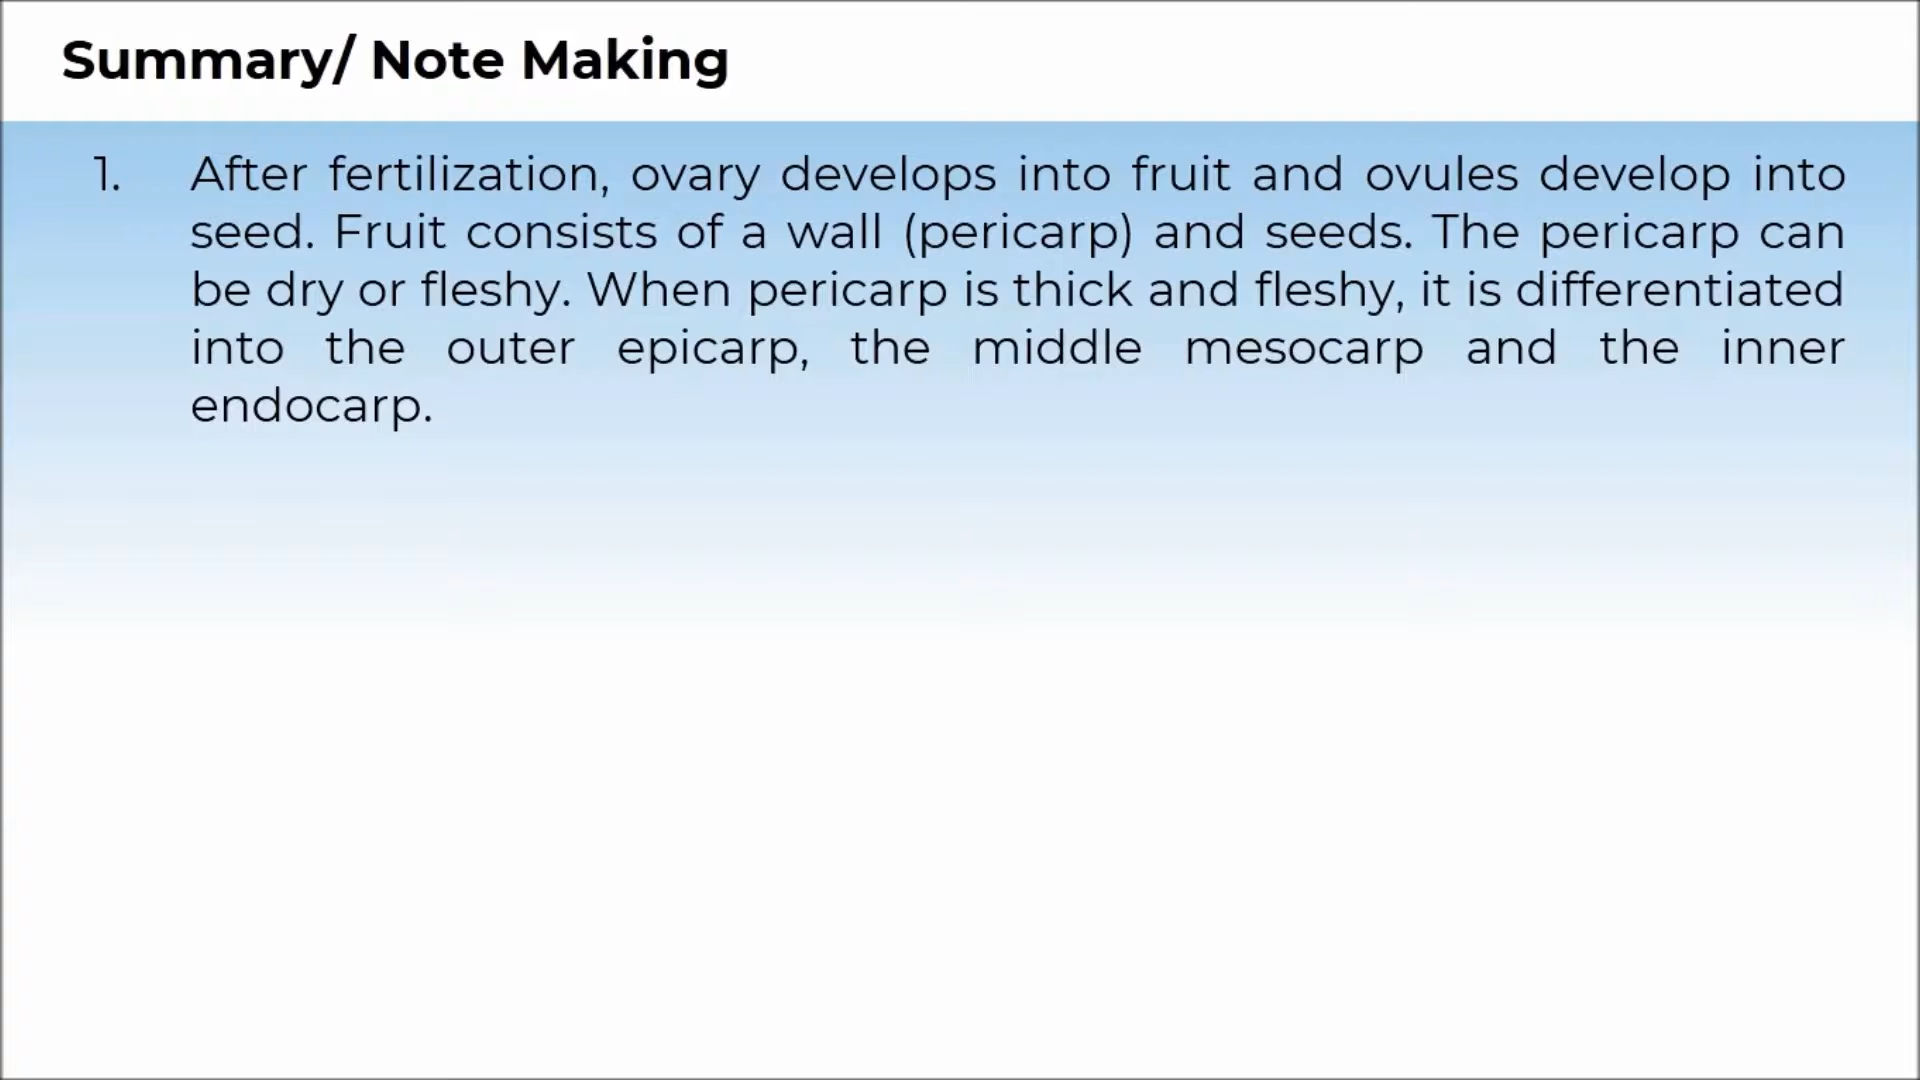 Summary/ Note Making
1. After fertilization, ovary develops into fruit and ovules develop into
seed. Fruit consists of a wall (pericarp) and seeds. The pericarp can
be dry or fleshy. When pericarp is thick and fleshy, it is differentiated
into the outer epicarp, the middle mesocarp and the inner
endocarp.